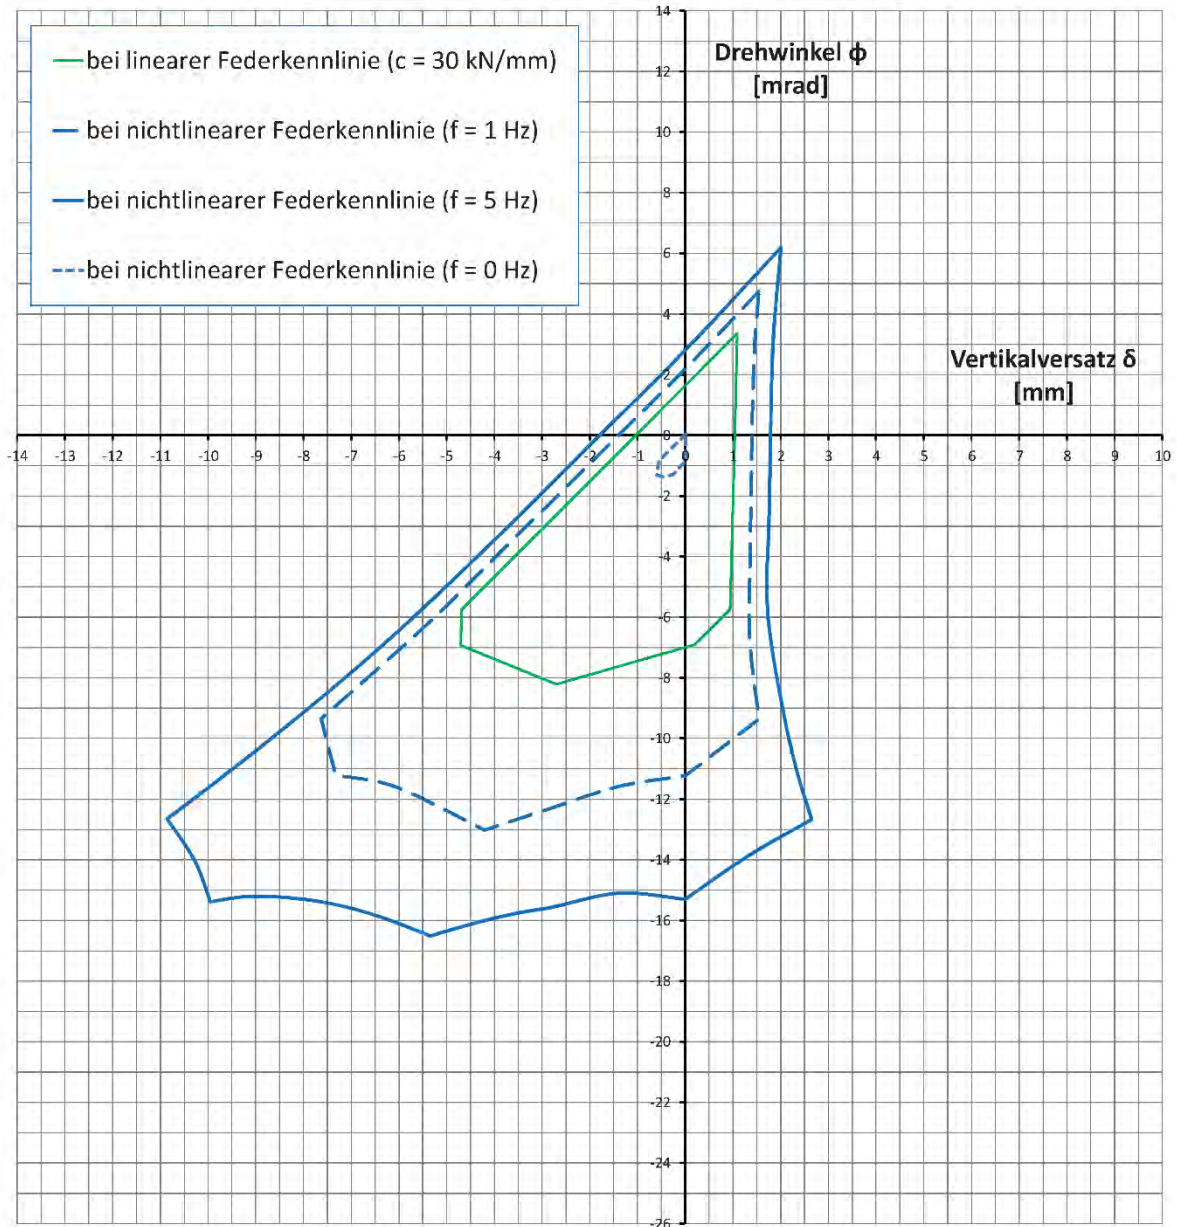 14
bei linearer Federkennlinie (c = 30 kN/mm)
Drehwinkel ϕ
[mrad]
12
bei nichtlinearer Federkennlinie (f = 1 Hz)
10
bei nichtlinearer Federkennlinie (f = 5 Hz)
8
bei nichtlinearer Federkennlinie (f = 0 Hz)
6
4
Vertikalversatz δ
[mm]
2
0
-14 -13 -12 -11 -10 -9 -8 -7 -6 -5 -4 -3 -2 -1 0 1 2 3 4 5 6 7 8 9 10
-2
-4
-6
-8
-10
-12
-14
-16
-18
-20
-22
-24
-26